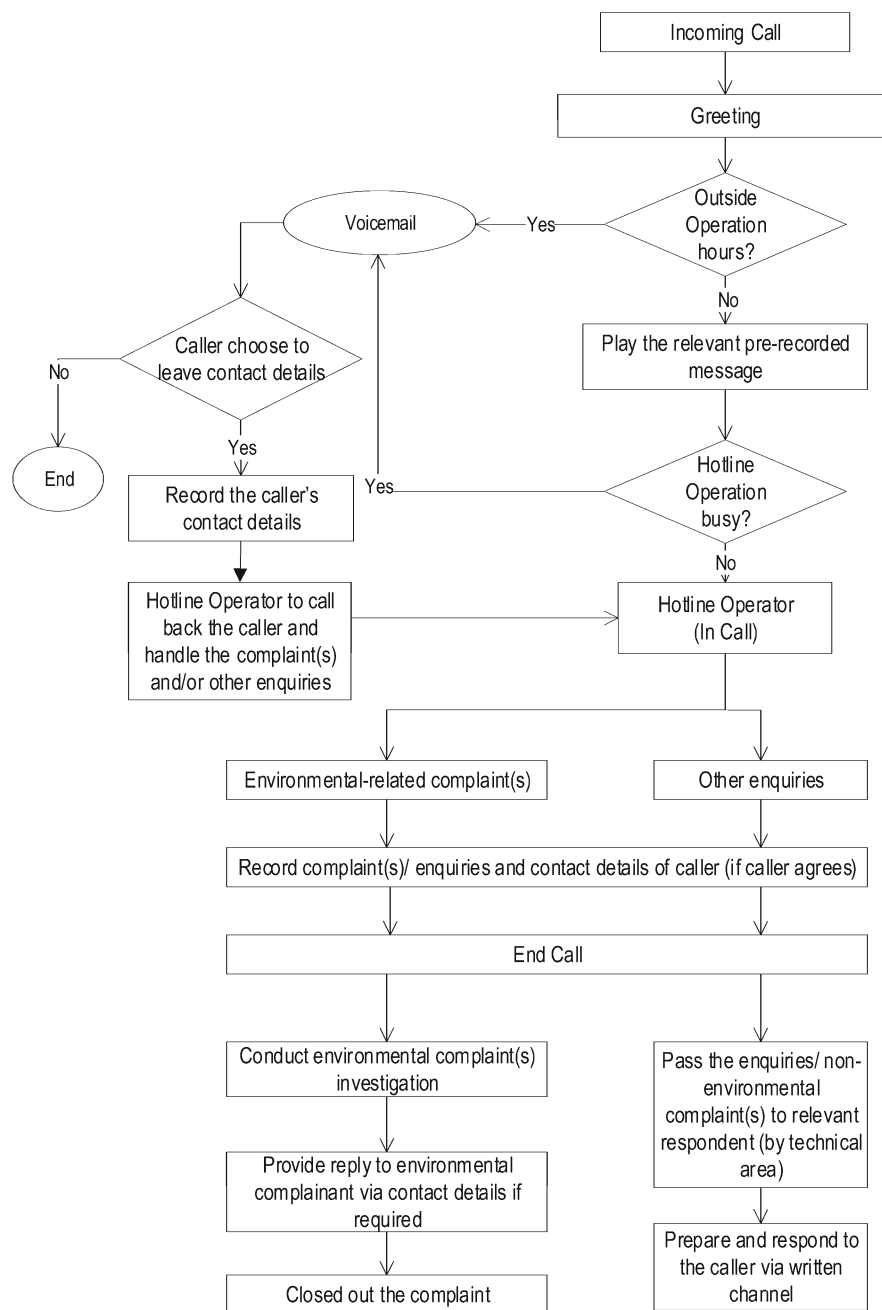 Incoming Call
Greeting
Outside
Operation
hours?
Yes
Voicemail
No
Caller choose to
leave contact details
No
End
Yes
Record the caller's
contact details
Play the relevant pre-recorded
message
Hotline
Operation
busy?
Yes
No
Hotline Operator to call
back the caller and
handle the complaint(s)
and/or other enquiries
Hotline Operator
(In Call)
Environmental-related complaint(s)
Other enquiries
Record complaint(s)/ enquiries and contact details of caller (if caller agrees)
End Call
Conduct environmental complaint(s)
investigation
Pass the enquiries/ non-
environmental
complaint(s) to relevant
respondent (by technical
area)
Provide reply to environmental
complainant via contact details if
required
Prepare and respond to
the caller via written
channel
Closed out the complaint